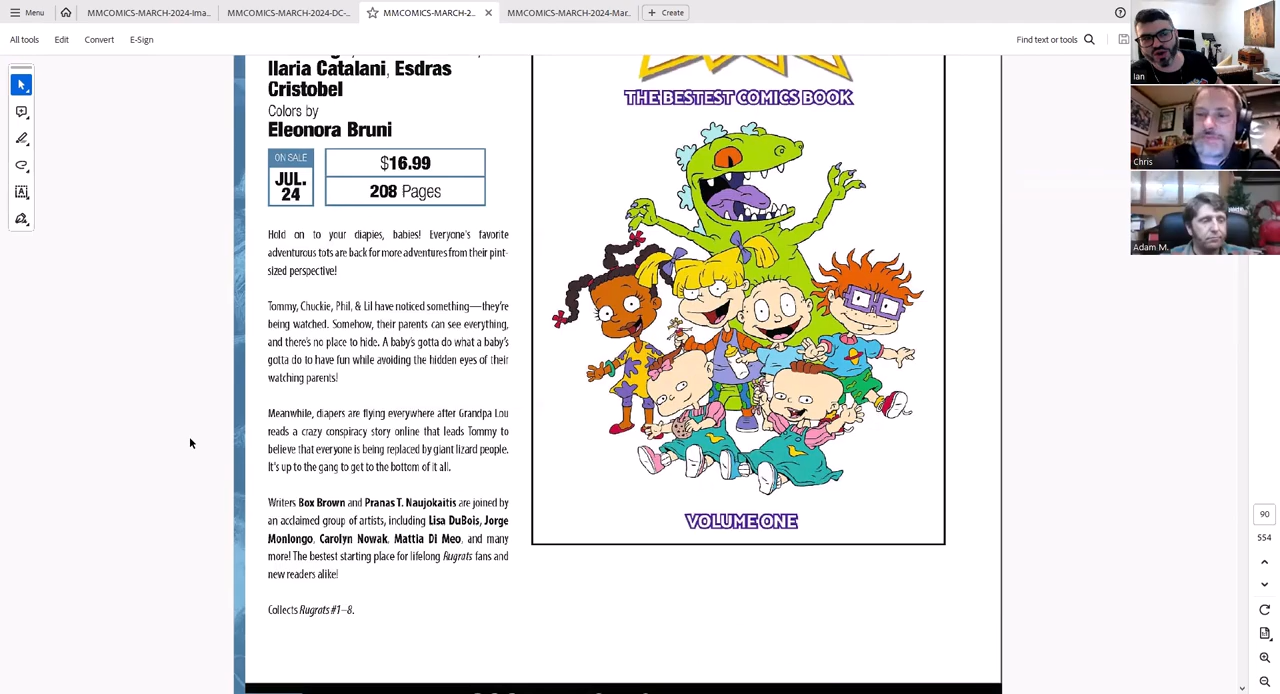 Menu
MMCOMICS-MARCH-2024-Ima...
MMCOMICS-MARCH-2024-DC-...
MMCOMICS-MARCH-2...
MMCOMICS-MARCH-2024-Mar...
Create
All tools
Edit
Convert
E-Sign
Find text or tools
Ilaria Catalani, Esdras
Cristobel
Colors by
Eleonora Bruni
ON SALE
JUL.
24
$16.99
208 Pages
Hold on to your diapies, babies! Everyone's favorite
adventurous tots are back for more adventures from their pint-
sized perspective!
Tommy, Chuckie, Phil, & Lil have noticed something—they're
being watched. Somehow, their parents can see everything,
and there's no place to hide. A baby's gotta do what a baby's
gotta do to have fun while avoiding the hidden eyes of their
watching parents!
Meanwhile, diapers are flying everywhere after Grandpa Lou
reads a crazy conspiracy story online that leads Tommy to
believe that everyone is being replaced by giant lizard people.
It's up to the gang to get to the bottom of it all.
Writers Box Brown and Pranas T. Naujokaitis are joined by
an acclaimed group of artists, including Lisa DuBois, Jorge
Monlongo, Carolyn Nowak, Mattia Di Meo, and many
more! The bestest starting place for lifelong Rugrats fans and
new readers alike!
Collects Rugrats #1–8.
THE BESTEST COMICS BOOK
VOLUME ONE
Ian
Chris
Adam M.
90
554